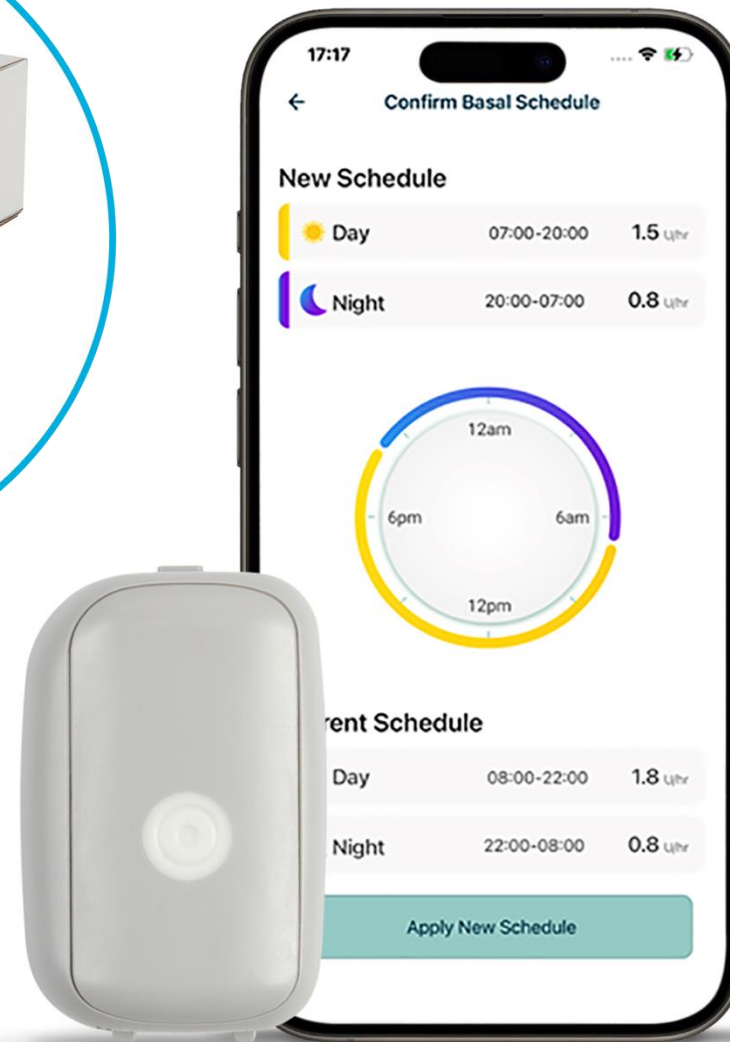 17:17
Confirm Basal Schedule
New Schedule
Day 07:00-20:00 1.5 U/hr
Night 20:00-07:00 0.8 U/hr
12am
6pm 6am
12pm
rent Schedule
Day 08:00-22:00 1.8 U/hr
Night 22:00-08:00 0.8 U/hr
Apply New Schedule